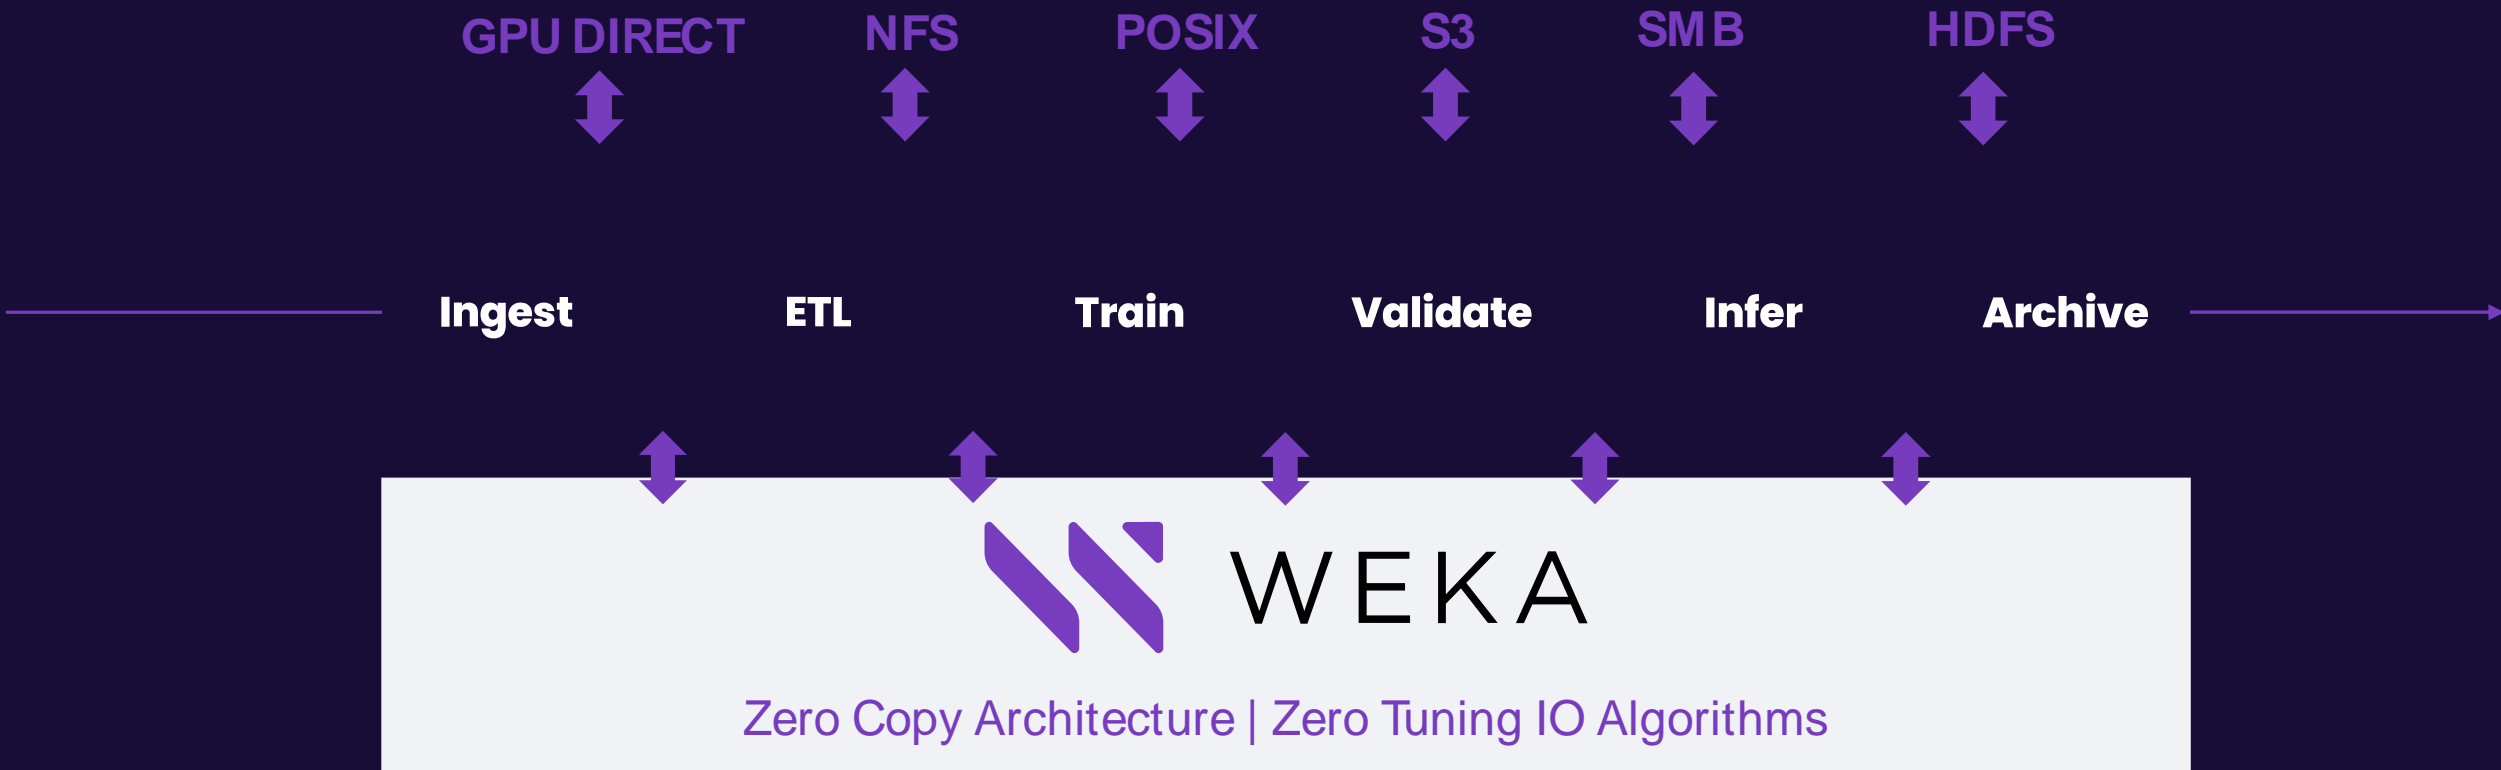 GPU DIRECT NFS POSIX S3 SMB HDFS
Ingest ETL Train Validate Infer Archive
WEKA
Zero Copy Architecture | Zero Tuning IO Algorithms